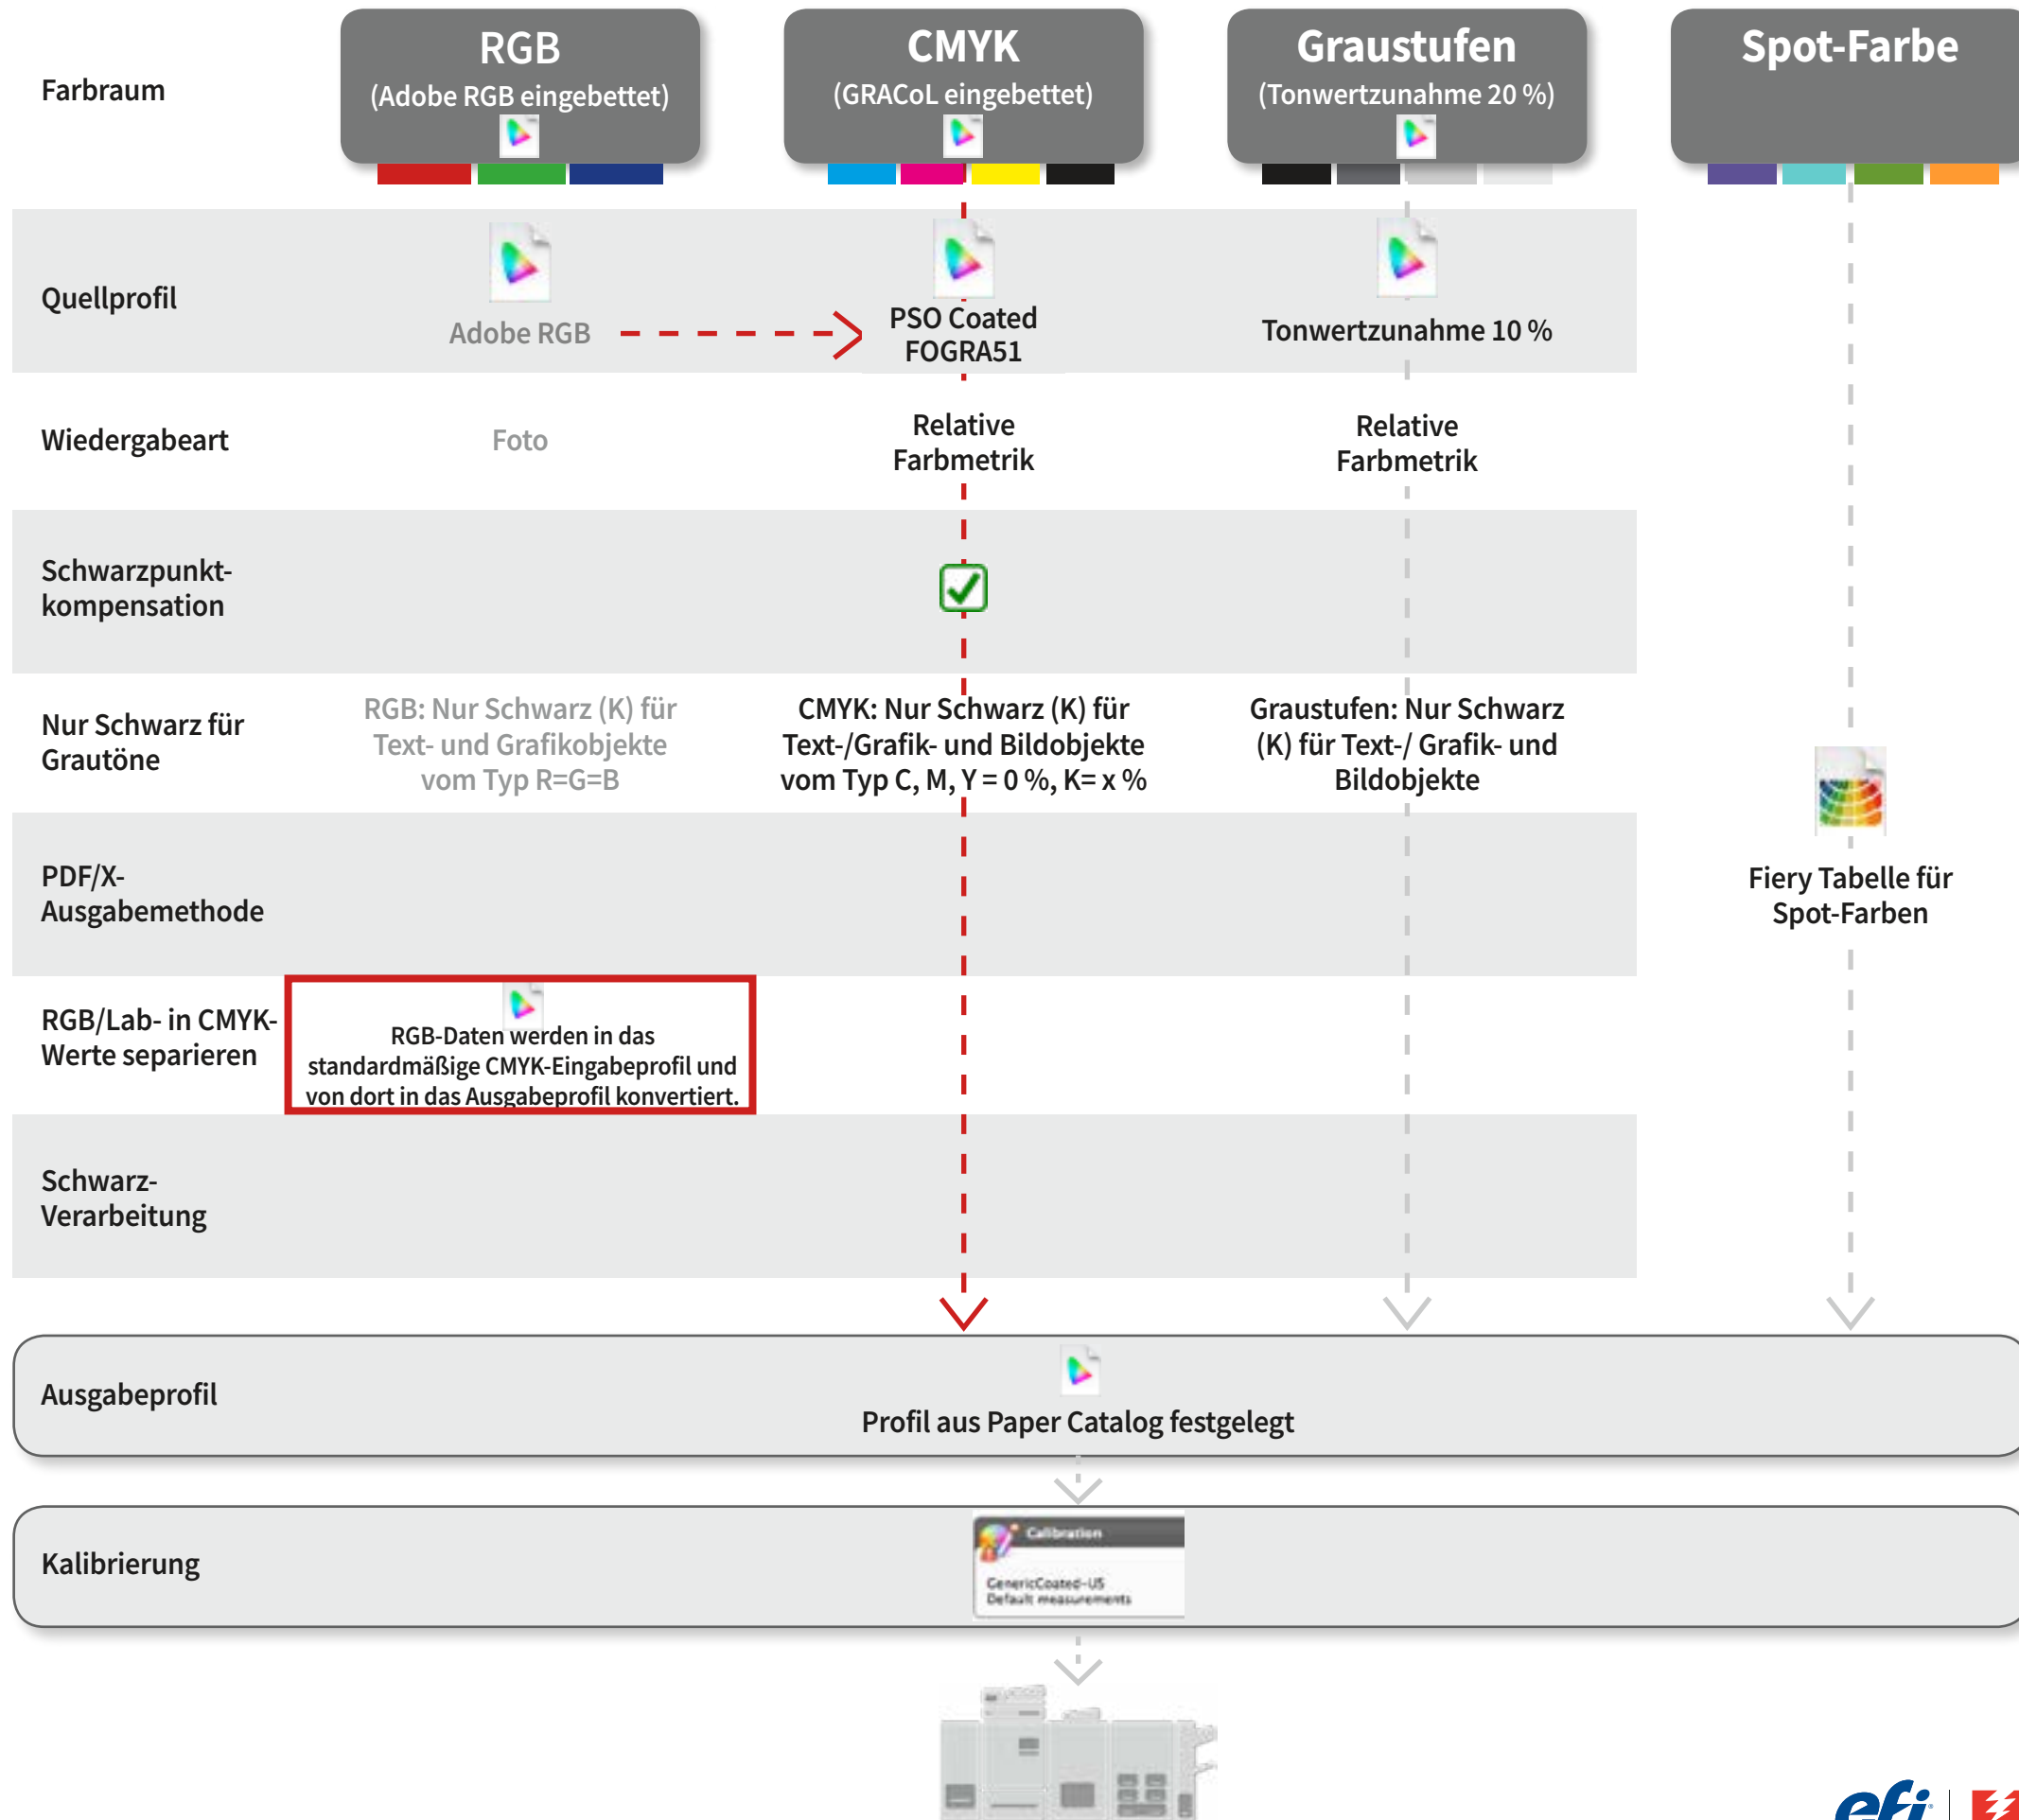 Farbraum
RGB
(Adobe RGB eingebettet)
CMYK
(GRACoL eingebettet)
Graustufen
(Tonwertzunahme 20 %)
Spot-Farbe
Quellprofil
Adobe RGB
PSO Coated
FOGRA51
Tonwertzunahme 10 %
Wiedergabeart
Foto
Relative
Farbmetrik
Relative
Farbmetrik
Schwarzpunkt-
kompensation
Nur Schwarz für
Grautöne
RGB: Nur Schwarz (K) für
Text- und Grafikobjekte
vom Typ R=G=B
CMYK: Nur Schwarz (K) für
Text-/Grafik- und Bildobjekte
vom Typ C, M, Y = 0 %, K= x %
Graustufen: Nur Schwarz
(K) für Text-/ Grafik- und
Bildobjekte
PDF/X-
Ausgabemethode
Fiery Tabelle für
Spot-Farben
RGB/Lab- in CMYK-
Werte separieren
RGB-Daten werden in das
standardmäßige CMYK-Eingabeprofil und
von dort in das Ausgabeprofil konvertiert.
Schwarz-
Verarbeitung
Ausgabeprofil
Profil aus Paper Catalog festgelegt
Kalibrierung
Calibration
GenericCoated-US
Default measurements
efi